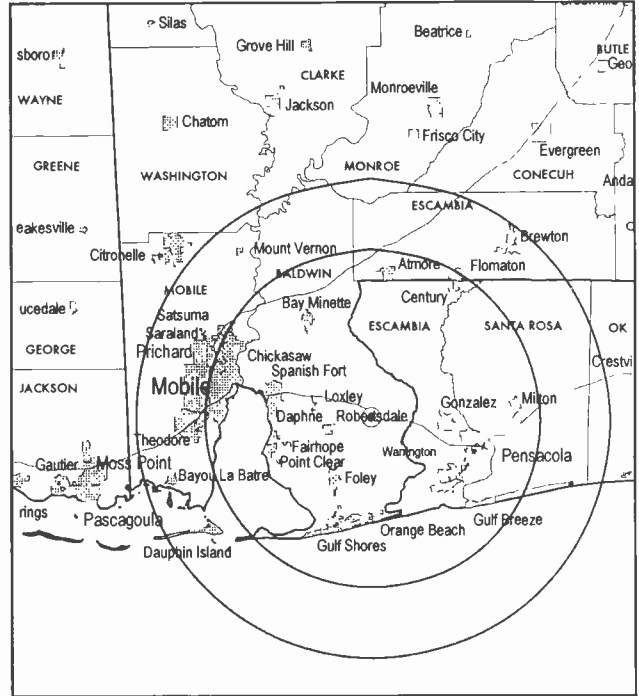 Silas
Grove Hill
Beatrice
BUTLE
sboro
Geo
CLARKE
WAYNE
Jackson
Monroeville
Chatom
Frisco City
Evergreen
GREENE
WASHINGTON
MONROE
CONECUH
Anda
ESCAMBIA
eakesville
Citronelle
Mount Vernon
Brewton
BALDWIN
Atmore
Flomaton
MOBILE
Century
ucedale
Satsuma
Bay Minette
Saraland
ESCAMBIA
SANTA ROSA
OK
GEORGE
Prichard
Chickasaw
Crestvi
Spanish Fort
JACKSON
Mobile
Loxley
Milton
Daphne
Robertsdale
Gonzalez
Theodore
Fairhope
Warrington
Pensacola
Gautier
Moss Point
Point Clear
Bayou La Batre
Foley
rings
Pascagoula
Orange Beach
Gulf Breeze
Dauphin Island
Gulf Shores